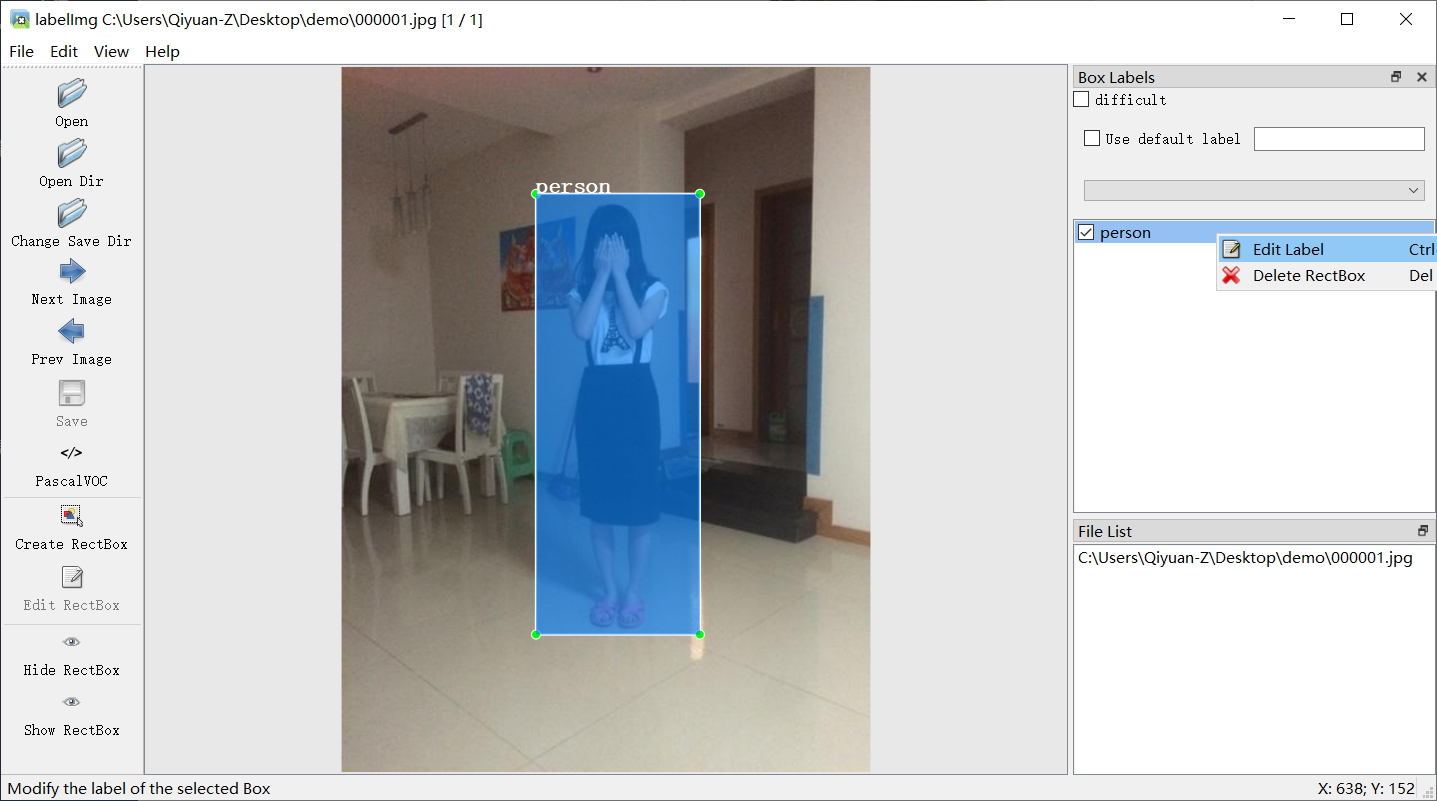 labelImg C:\Users\Qiyuan-Z\Desktop\demo\000001.jpg [1 / 1]
File Edit View Help
Open
Open Dir
Change Save Dir
Next Image
Prev Image
Save
</>
PascalVOC
Create RectBox
Edit RectBox
Hide RectBox
Show RectBox
person
Box Labels
difficult
Use default label
person
Edit Label Ctrl
Delete RectBox Del
File List
C:\Users\Qiyuan-Z\Desktop\demo\000001.jpg
Modify the label of the selected Box
X: 638; Y: 152